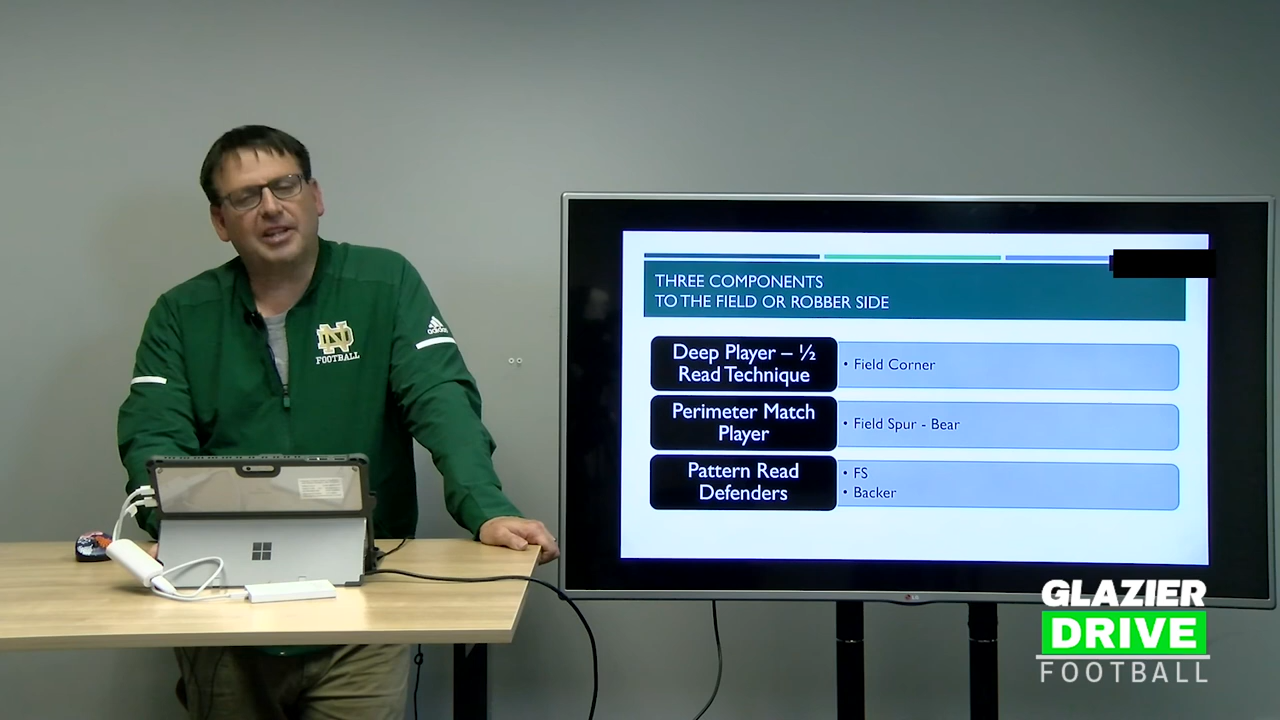 THREE COMPONENTS
TO THE FIELD OR ROBBER SIDE
Deep Player – ½
Read Technique
• Field Corner
Perimeter Match
Player
• Field Spur - Bear
Pattern Read
Defenders
• FS
• Backer
ND
FOOTBALL
adidas
LG
GLAZIER
DRIVE
FOOTBALL